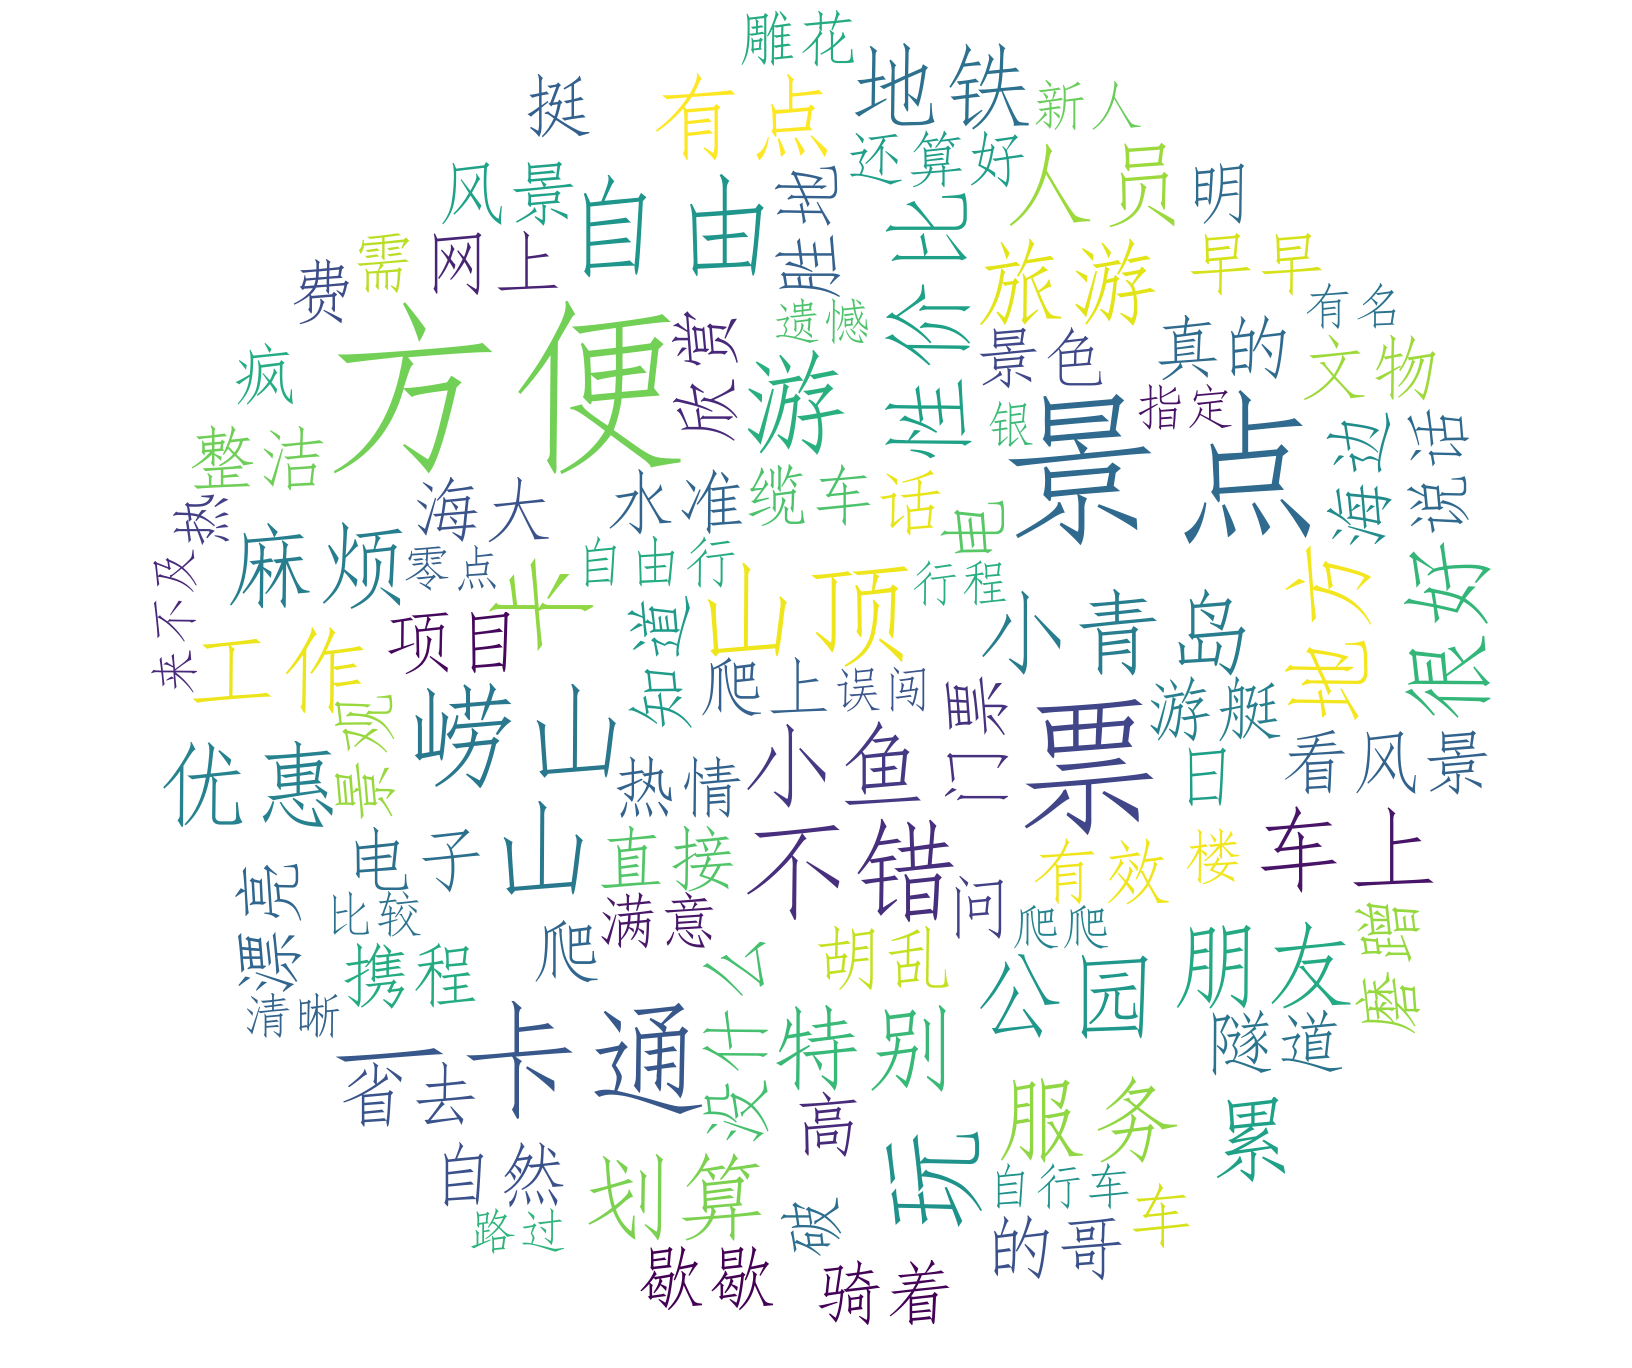 雕花
地铁
挺
有点
新人
还算好
人员
风景
自由
胜地
明
性价比
需
网上
旅游
早早
费
方便
欣赏
遗憾
有名
景色
真的
文物
疯
游
指定
景点
银
海边
说话
整洁
海大
水准
缆车
话
电
热
麻烦
零点
卡
自由行
行程
来不及
山顶
小青岛
地方
很好
工作
项目
知道
爬上
误闯
门票
票
游艇
景观
崂山
小鱼
日
看风景
优惠
热情
山
不错
电子
直接
有效
楼
车上
漂亮
比较
满意
问
爬
爬爬
磨蹭
携程
没什么
胡乱
公园
朋友
清晰
一卡通
特别
隧道
省去
高
服务
累
自然
划算
玩
自行车
车
路过
破
的哥
歇歇
骑着